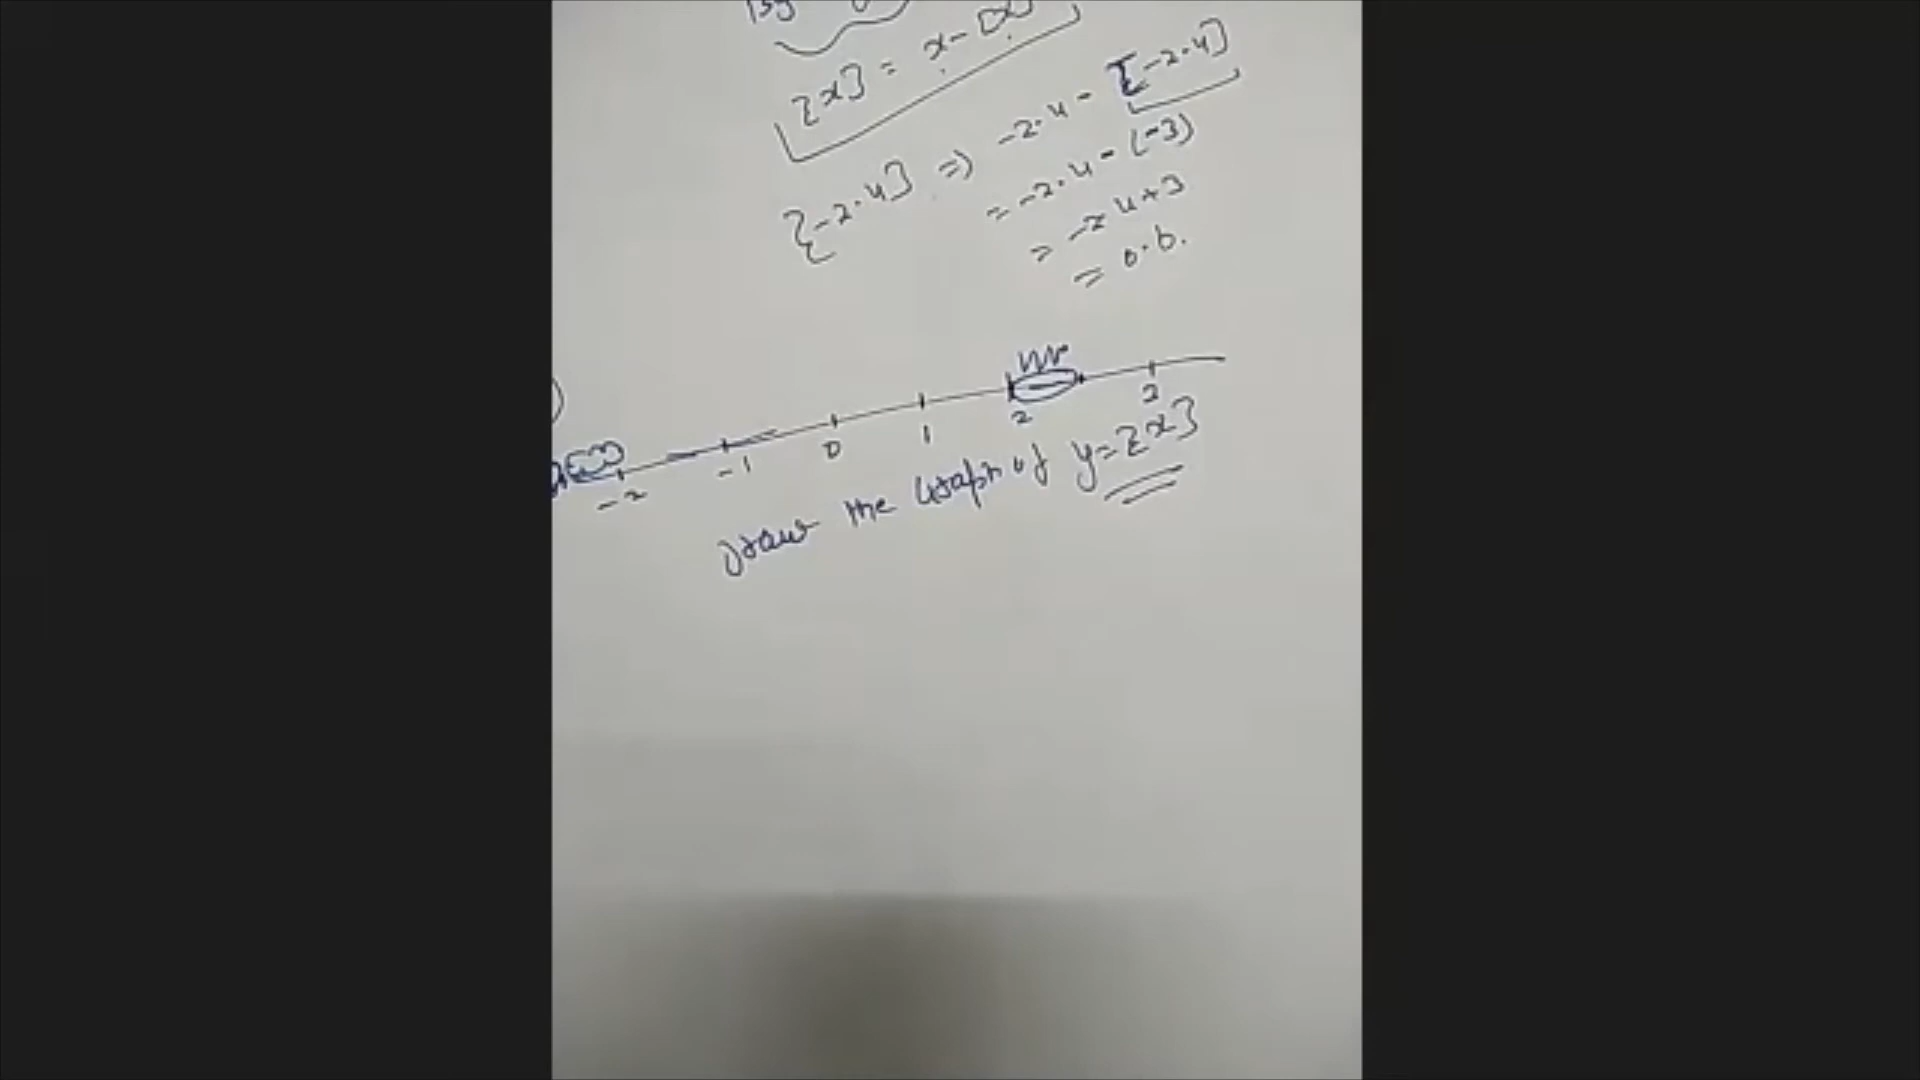 By
{x} = x - [x]
{-2.4} => -2.4 - [-2.4]
= -2.4 - (-3)
= -2.4+3
= 0.6.
-2 -1 0 1 2 3
Draw the Graph of y = {x}